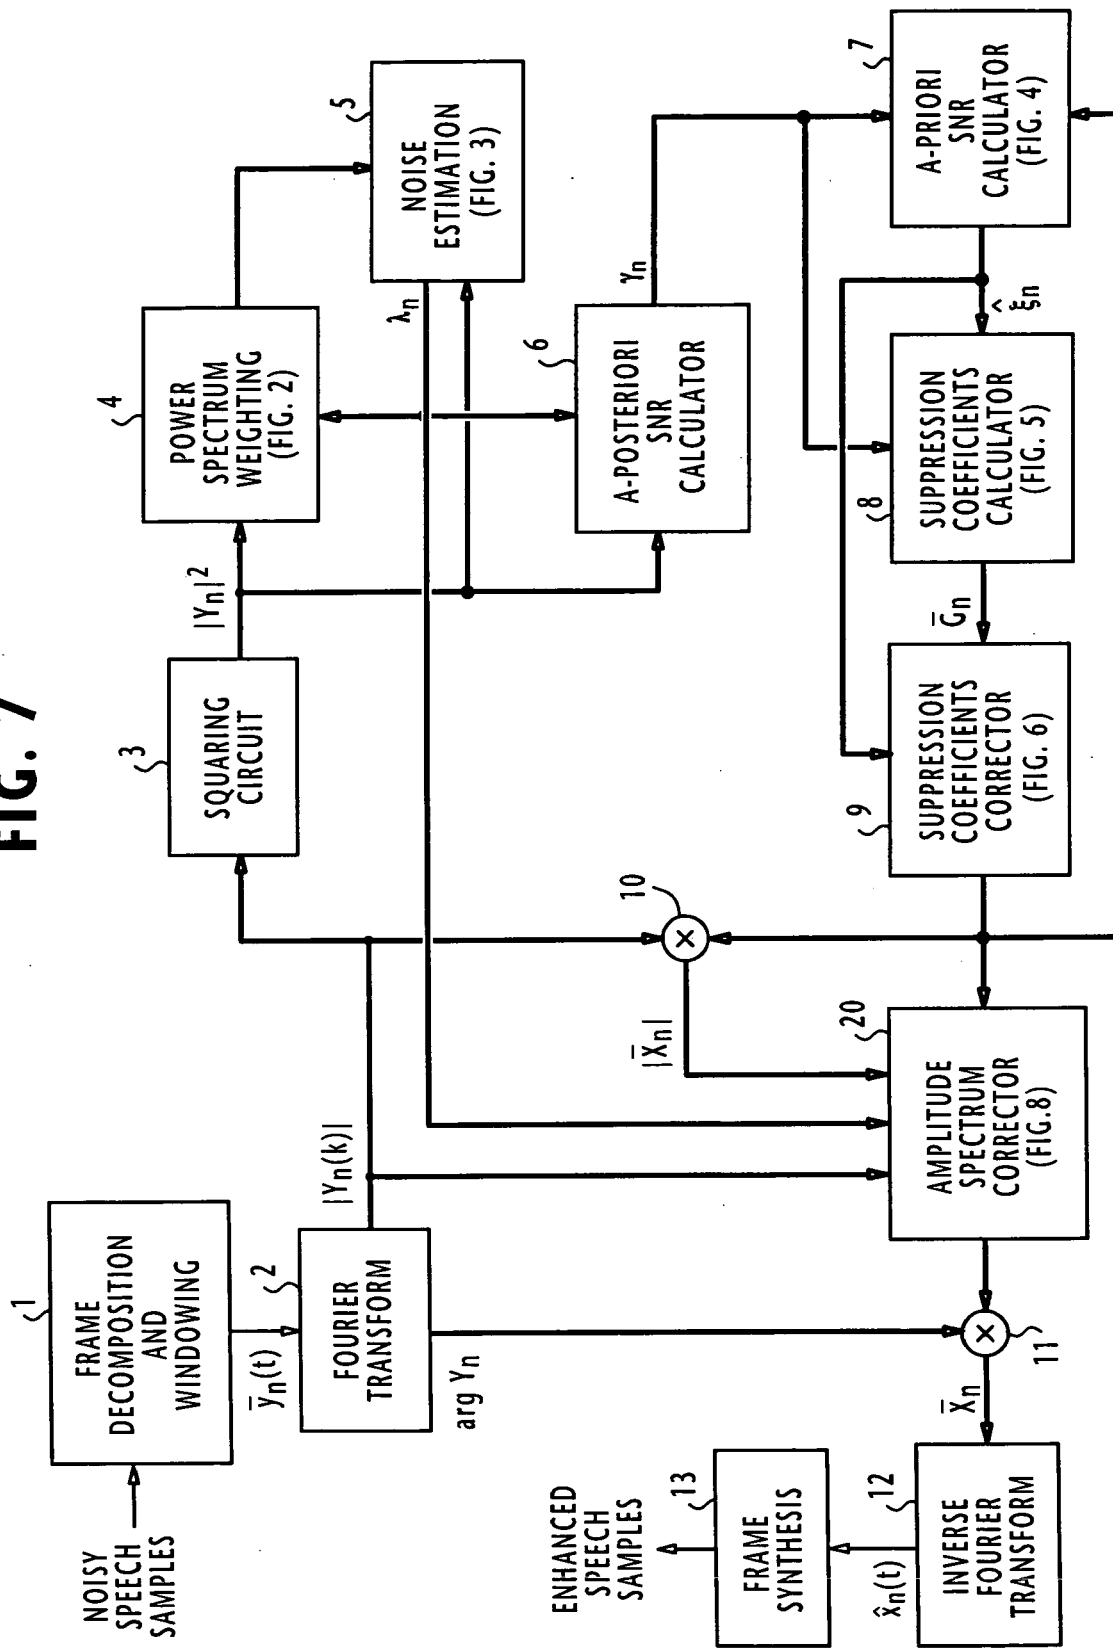 FIG. 7
NOISY
SPEECH
SAMPLES
1
FRAME
DECOMPOSITION
AND
WINDOWING
ȳn(t)
2
FOURIER
TRANSFORM
|Yn(k)|
arg Yn
3
SQUARING
CIRCUIT
|Yn|²
4
POWER
SPECTRUM
WEIGHTING
(FIG. 2)
5
NOISE
ESTIMATION
(FIG. 3)
λn
6
A-POSTERIORI
SNR
CALCULATOR
γn
7
A-PRIORI
SNR
CALCULATOR
(FIG. 4)
ξ̂n
8
SUPPRESSION
COEFFICIENTS
CALCULATOR
(FIG. 5)
Ḡn
9
SUPPRESSION
COEFFICIENTS
CORRECTOR
(FIG. 6)
10
×
|X̄n|
20
AMPLITUDE
SPECTRUM
CORRECTOR
(FIG.8)
×
11
X̄n
12
INVERSE
FOURIER
TRANSFORM
x̂n(t)
13
FRAME
SYNTHESIS
ENHANCED
SPEECH
SAMPLES